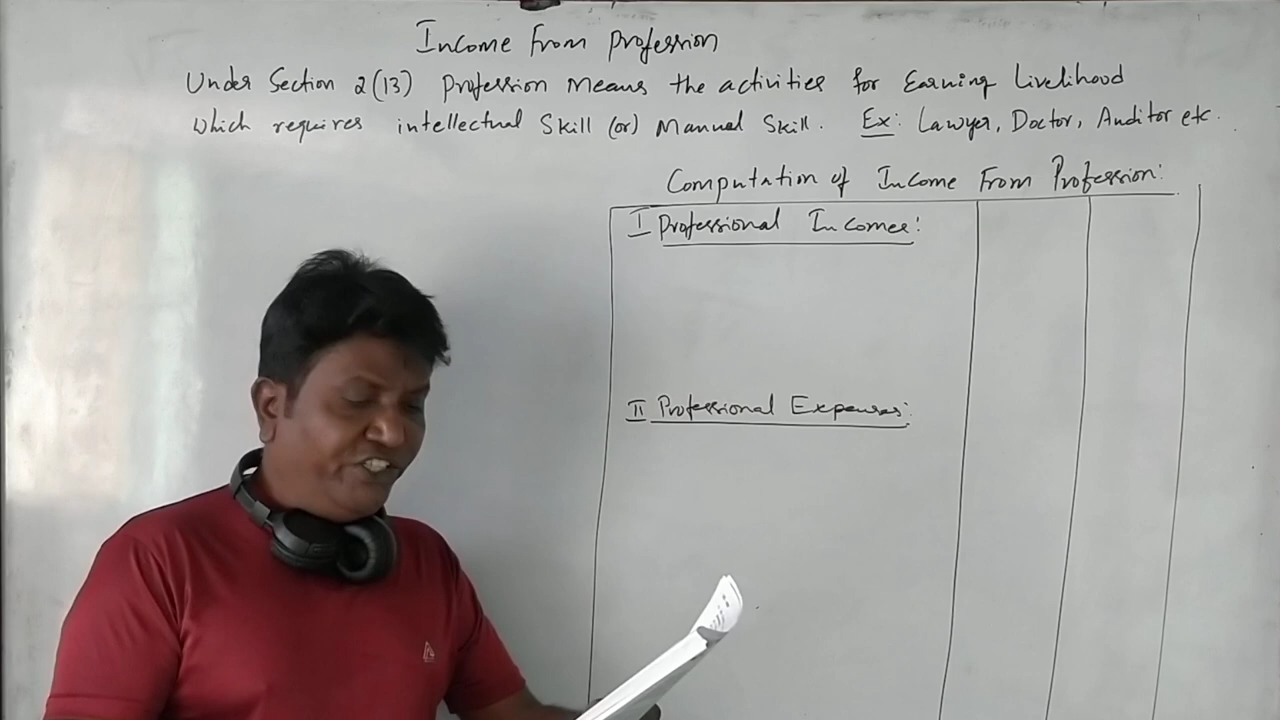 Income From Profession
Under Section 2(13) Profession Means the activities for Earning Livelihood
Which requires intellectual Skill (or) Manual Skill. Ex: Lawyer, Doctor, Auditor etc.
Computation of Income From Profession:
I Professional Incomes:
II Professional Expenses: